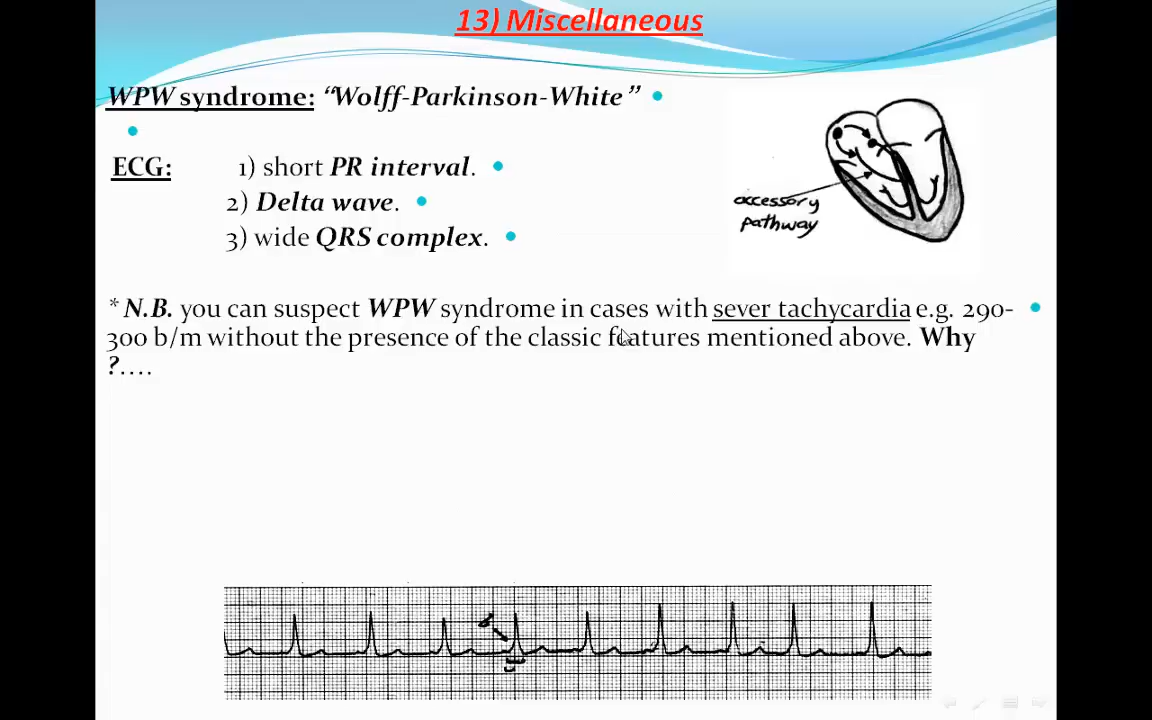 13) Miscellaneous
WPW syndrome: “Wolff-Parkinson-White”
ECG: 1) short PR interval.
2) Delta wave.
3) wide QRS complex.
accessory
pathway
* N.B. you can suspect WPW syndrome in cases with sever tachycardia e.g. 290-
300 b/m without the presence of the classic features mentioned above. Why
?....